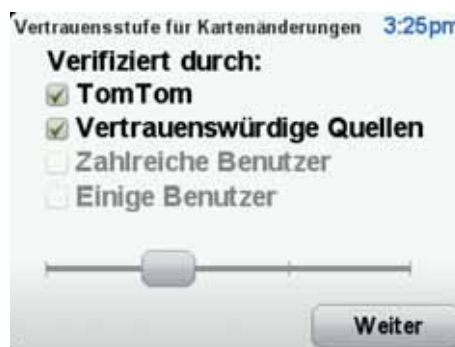 Vertrauensstufe für Kartenänderungen 3:25pm
Verifiziert durch:
TomTom
Vertrauenswürdige Quellen
Zahlreiche Benutzer
Einige Benutzer
Weiter